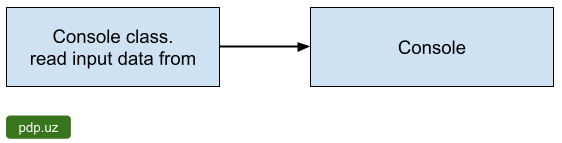 Console class.
read input data from
Console
pdp.uz